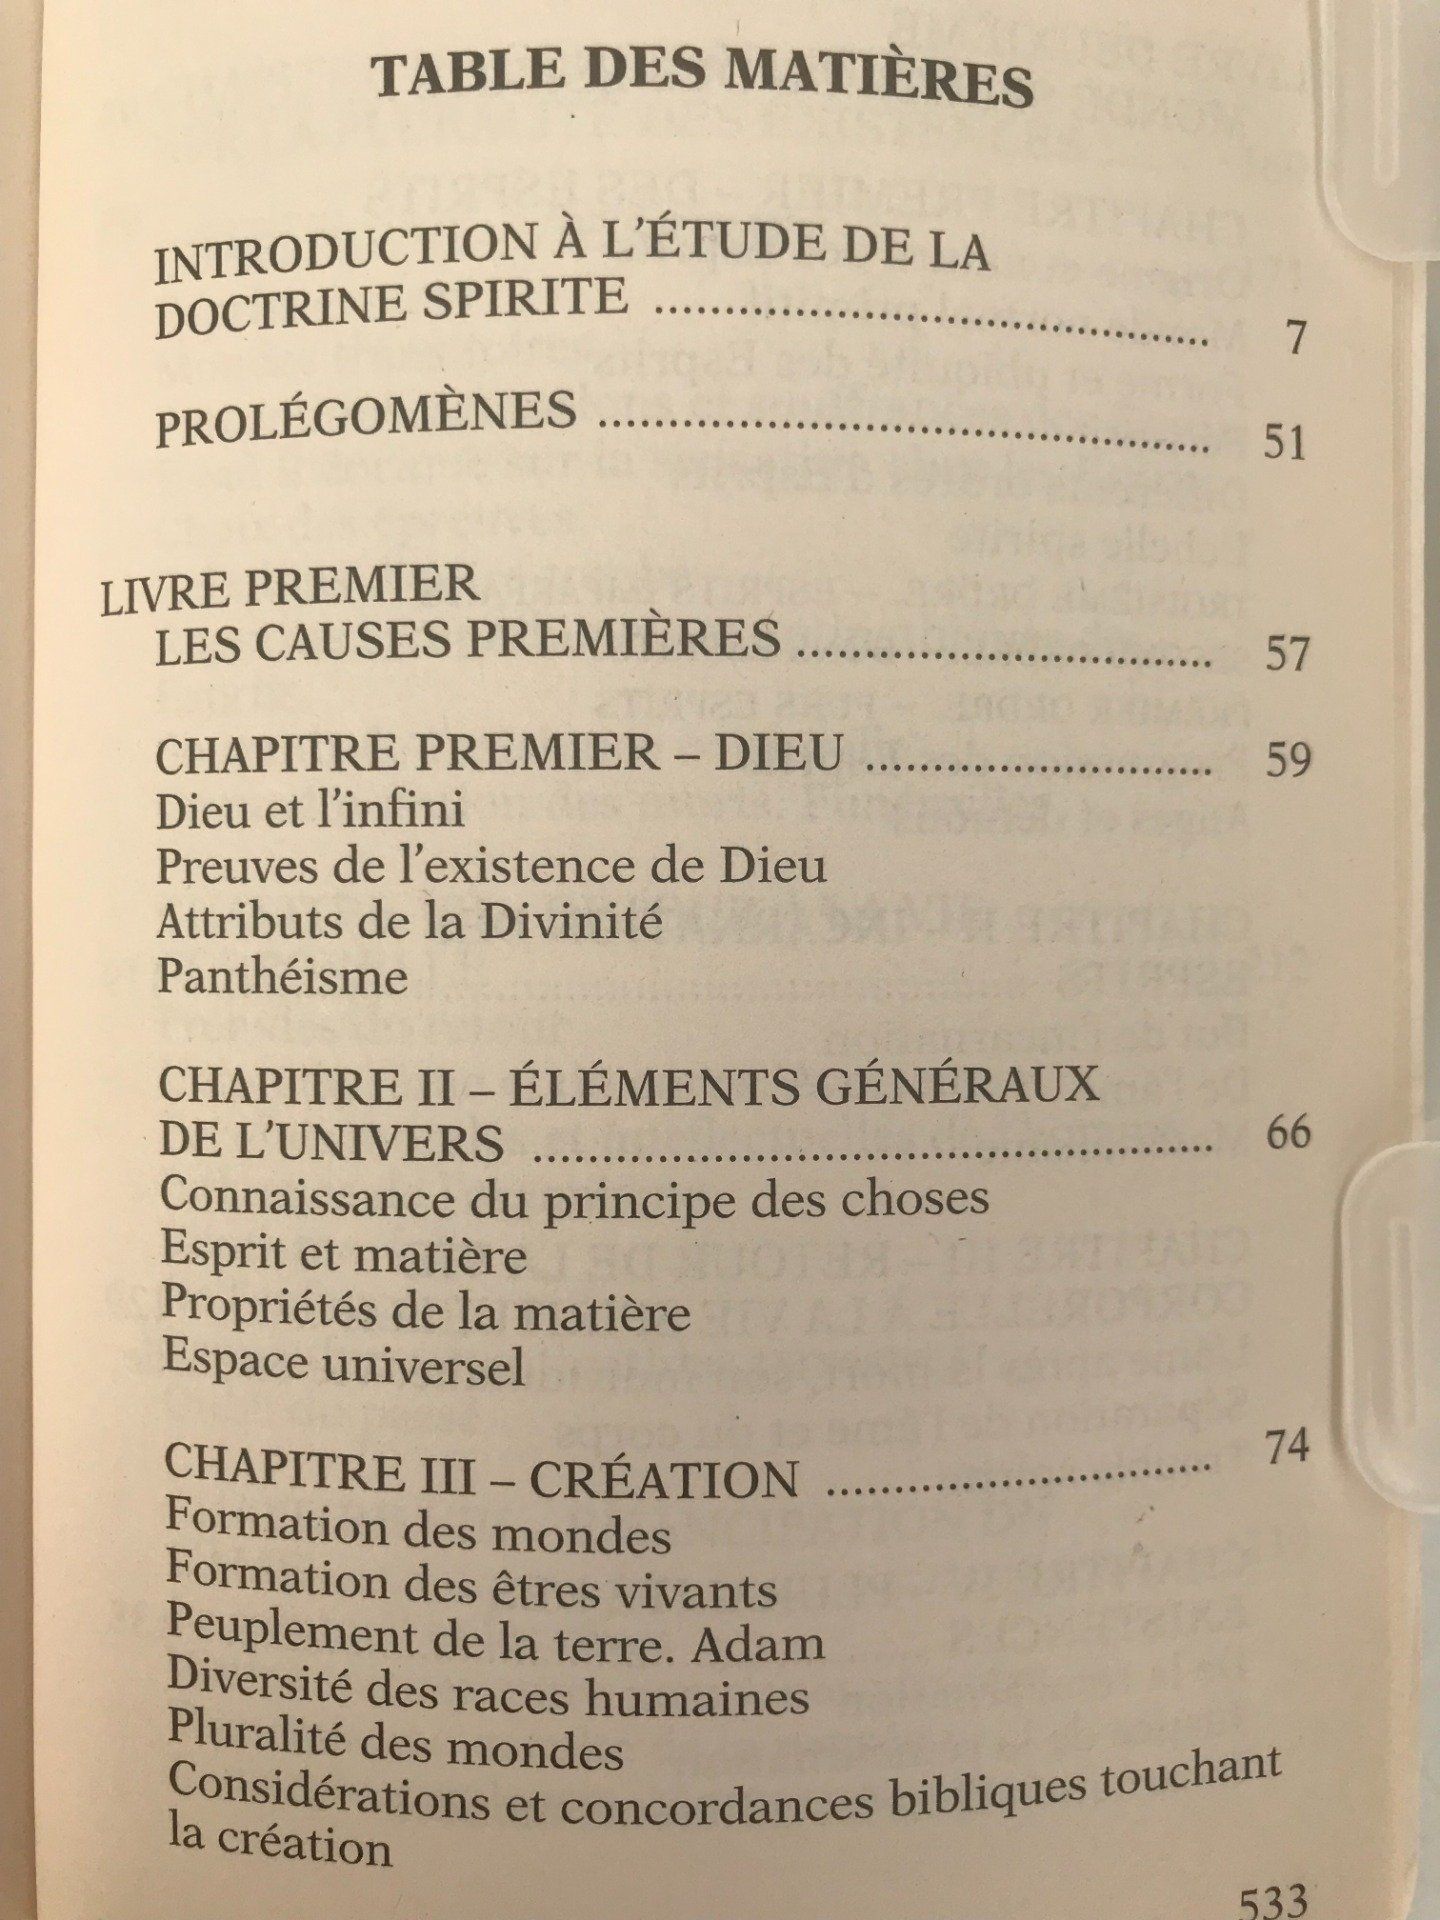 TABLE DES MATIÈRES
INTRODUCTION À L'ÉTUDE DE LA
DOCTRINE SPIRITE ........................................ 7
PROLÉGOMÈNES ............................................ 51
LIVRE PREMIER
LES CAUSES PREMIÈRES .............................. 57
CHAPITRE PREMIER – DIEU ......................... 59
Dieu et l'infini
Preuves de l'existence de Dieu
Attributs de la Divinité
Panthéisme
CHAPITRE II – ÉLÉMENTS GÉNÉRAUX
DE L'UNIVERS ................................................ 66
Connaissance du principe des choses
Esprit et matière
Propriétés de la matière
Espace universel
CHAPITRE III – CRÉATION ............................ 74
Formation des mondes
Formation des êtres vivants
Peuplement de la terre. Adam
Diversité des races humaines
Pluralité des mondes
Considérations et concordances bibliques touchant
la création
533